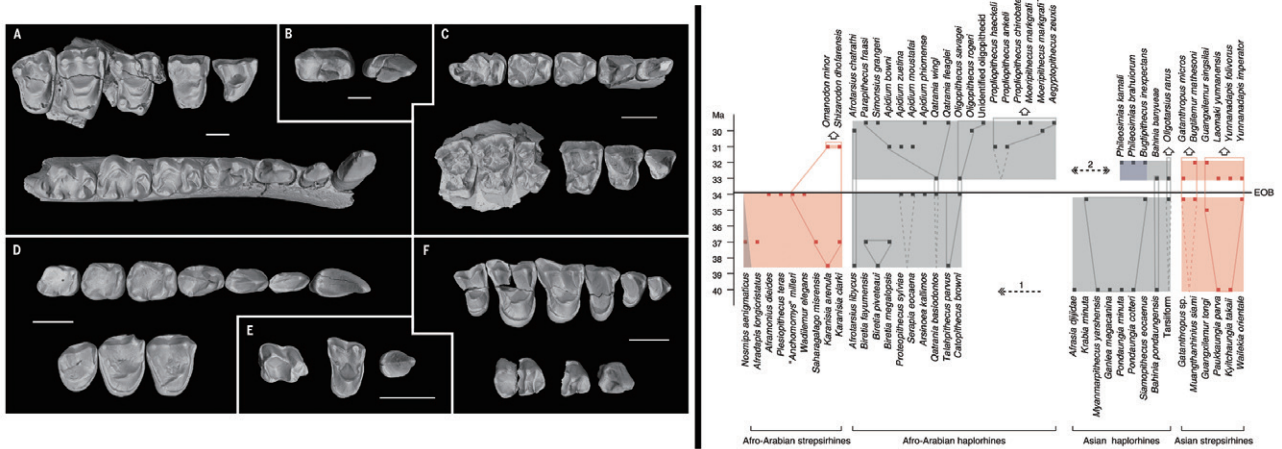 A
B
C
D
E
F
Omanodon minor
Shizarodon dhofarensis
Afrotarsius chatrathi
Parapithecus fraasi
Simonsius grangeri
Apidium bowni
Apidium zuetina
Apidium moustafai
Apidium phiomense
Qatrania wingi
Qatrania fleaglei
Oligopithecus savagei
Oligopithecus rogeri
Unidentified oligopithecid
Propliopithecus haeckeli
Propliopithecus ankeli
Propliopithecus chirobates
Moeripithecus markgrafi
Moeripithecus markgrafi
Aegyptopithecus zeuxis
Phileosimias kamali
Phileosimias brahuiorum
Bugtipithecus inexpectans
Bahinia banyueae
Oligotarsius rarus
Gatanthropus micros
Bugtilemur mathesoni
Guangxilemur singsilai
Laomaki yunnanensis
Yunnanadapis folivorus
Yunnanadapis imperator
Ma
30
31
33
34
35
37
38
39
40
2
EOB
1
Nosmips aenigmaticus
Afradapis longicristatus
Aframonius dieides
Plesiopithecus teras
"Anchomomys" milleri
Wadilemur elegans
Saharagalago misrensis
Karanisia arenula
Karanisia clarki
Afrotarsius libycus
Biretia fayumensis
Biretia piveteaui
Biretia megalopsis
Proteopithecus sylviae
Serapia eocaena
Arsinoea kallimos
Qatrania basiodontos
Talahpithecus parvus
Catopithecus browni
Afrasia djijidae
Krabia minuta
Myanmarpithecus yarshensis
Ganlea megacanina
Pondaungia minuta
Pondaungia cotteri
Siamopithecus eocaenus
Bahinia pondaungensis
Tarsiiform
Gatanthropus sp.
Muangthanhinius siami
Guangxilemur tongi
Paukkaungia parva
Kyitchaungia takaii
Wailekia orientale
Afro-Arabian strepsirhines
Afro-Arabian haplorhines
Asian haplorhines
Asian strepsirhines